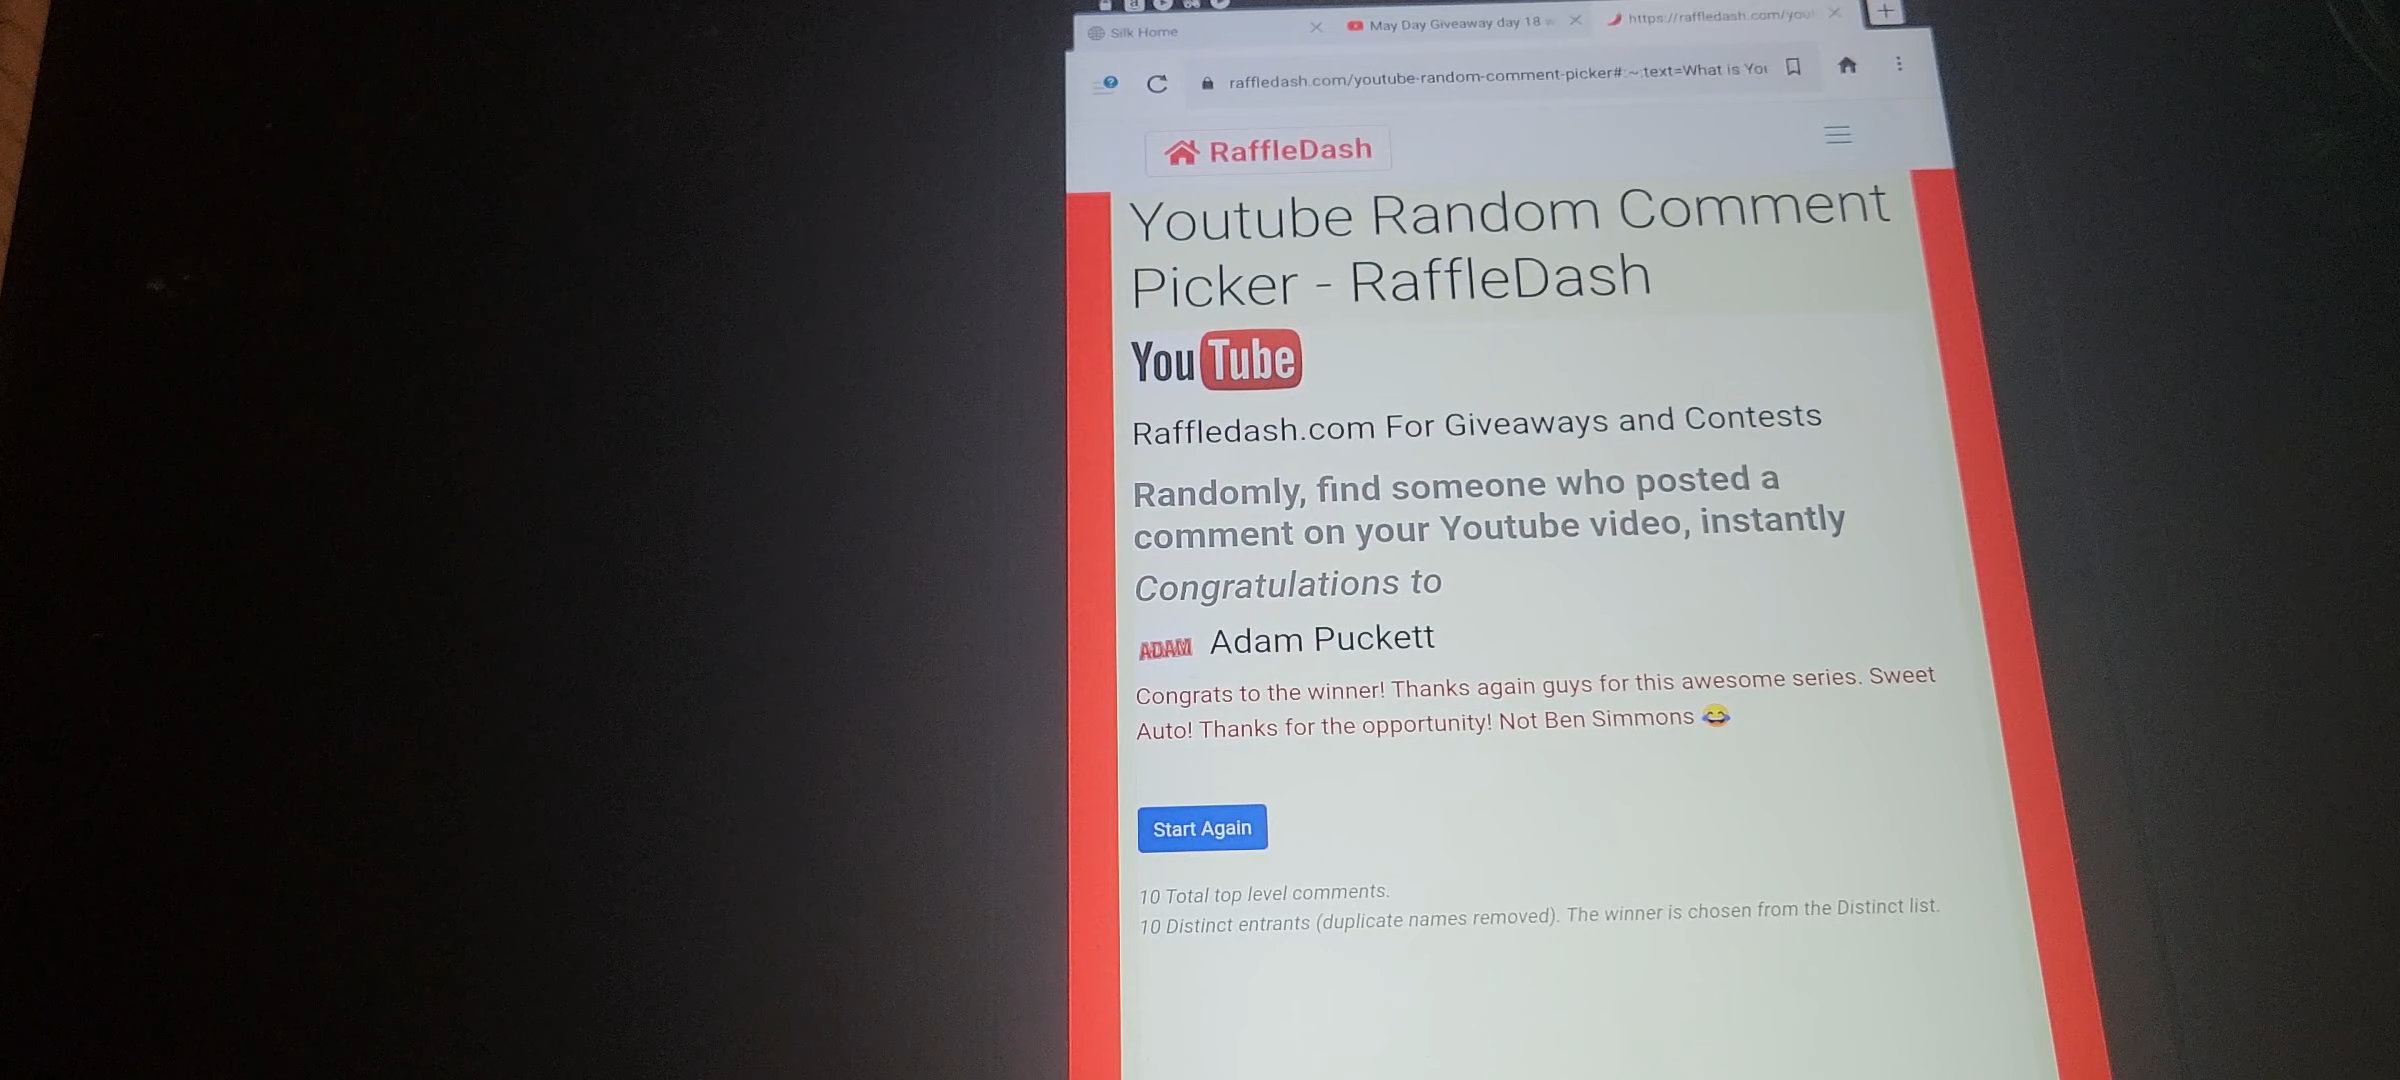 Silk Home
May Day Giveaway day 18 w
https://raffledash.com/yout
raffledash.com/youtube-random-comment-picker#:~:text=What is You
RaffleDash
Youtube Random Comment
Picker - RaffleDash
YouTube
Raffledash.com For Giveaways and Contests
Randomly, find someone who posted a
comment on your Youtube video, instantly
Congratulations to
ADAM Adam Puckett
Congrats to the winner! Thanks again guys for this awesome series. Sweet
Auto! Thanks for the opportunity! Not Ben Simmons 😂
Start Again
10 Total top level comments.
10 Distinct entrants (duplicate names removed). The winner is chosen from the Distinct list.